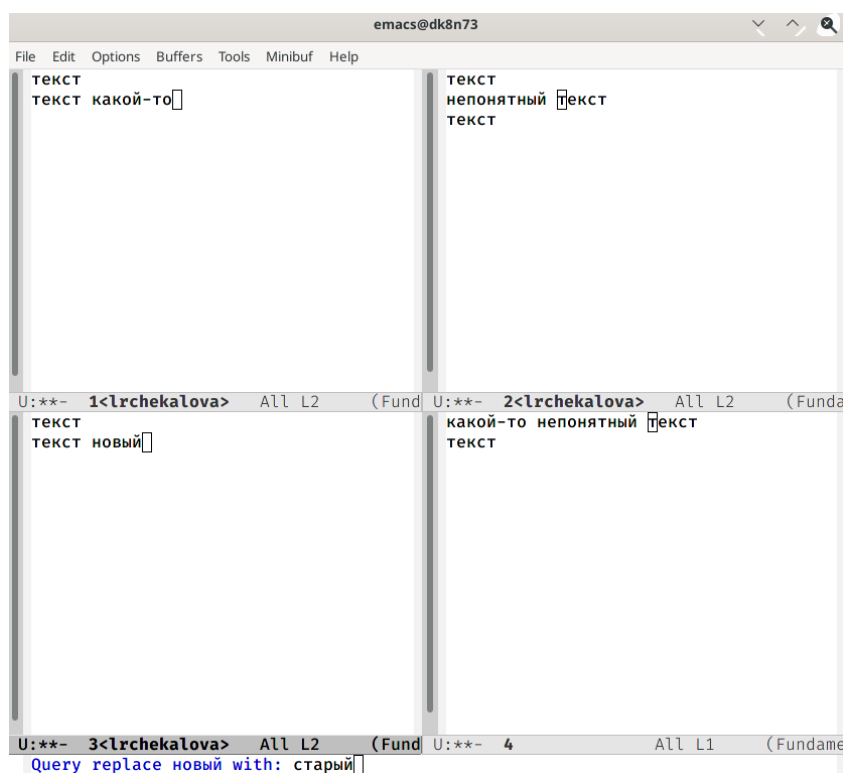 emacs@dk8n73
File Edit Options Buffers Tools Minibuf Help
текст
текст какой-то
U:**- 1<lrchekalova> All L2 (Fund
текст
непонятный текст
текст
U:**- 2<lrchekalova> All L2 (Funda
текст
текст новый
U:**- 3<lrchekalova> All L2 (Fund
какой-то непонятный текст
текст
U:**- 4 All L1 (Fundame
Query replace новый with: старый